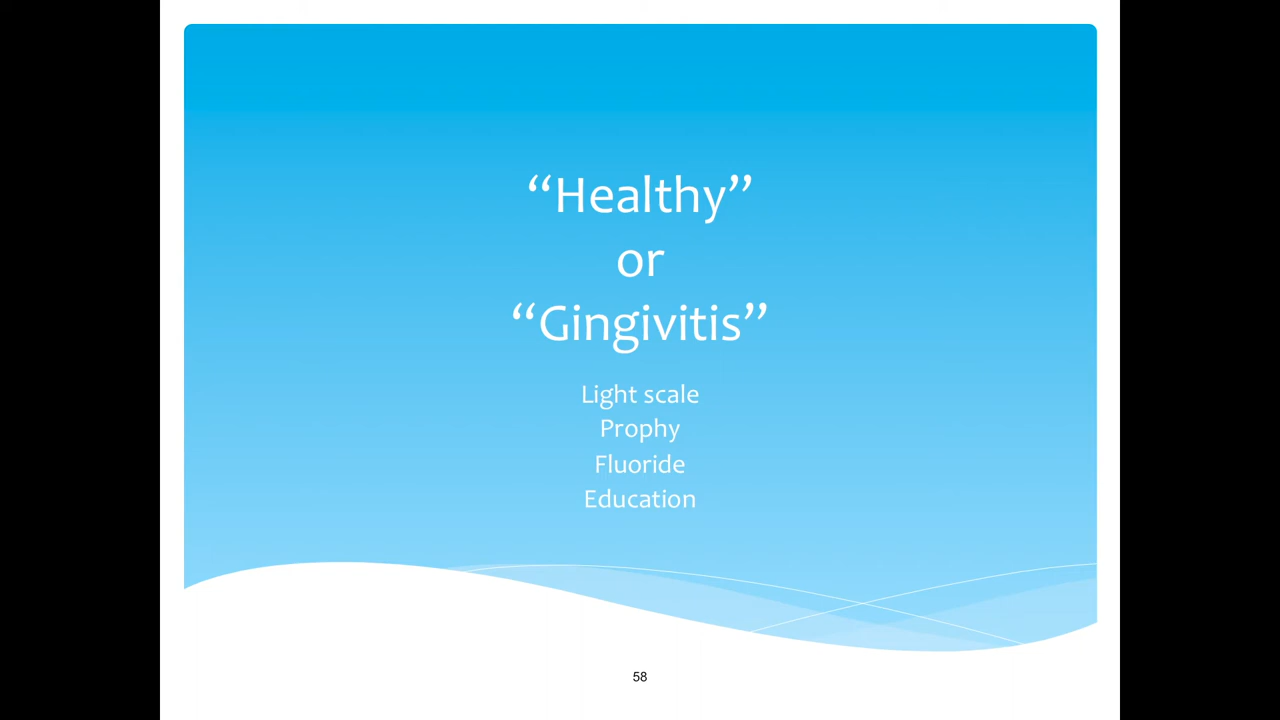 “Healthy”
or
“Gingivitis”
Light scale
Prophy
Fluoride
Education
58